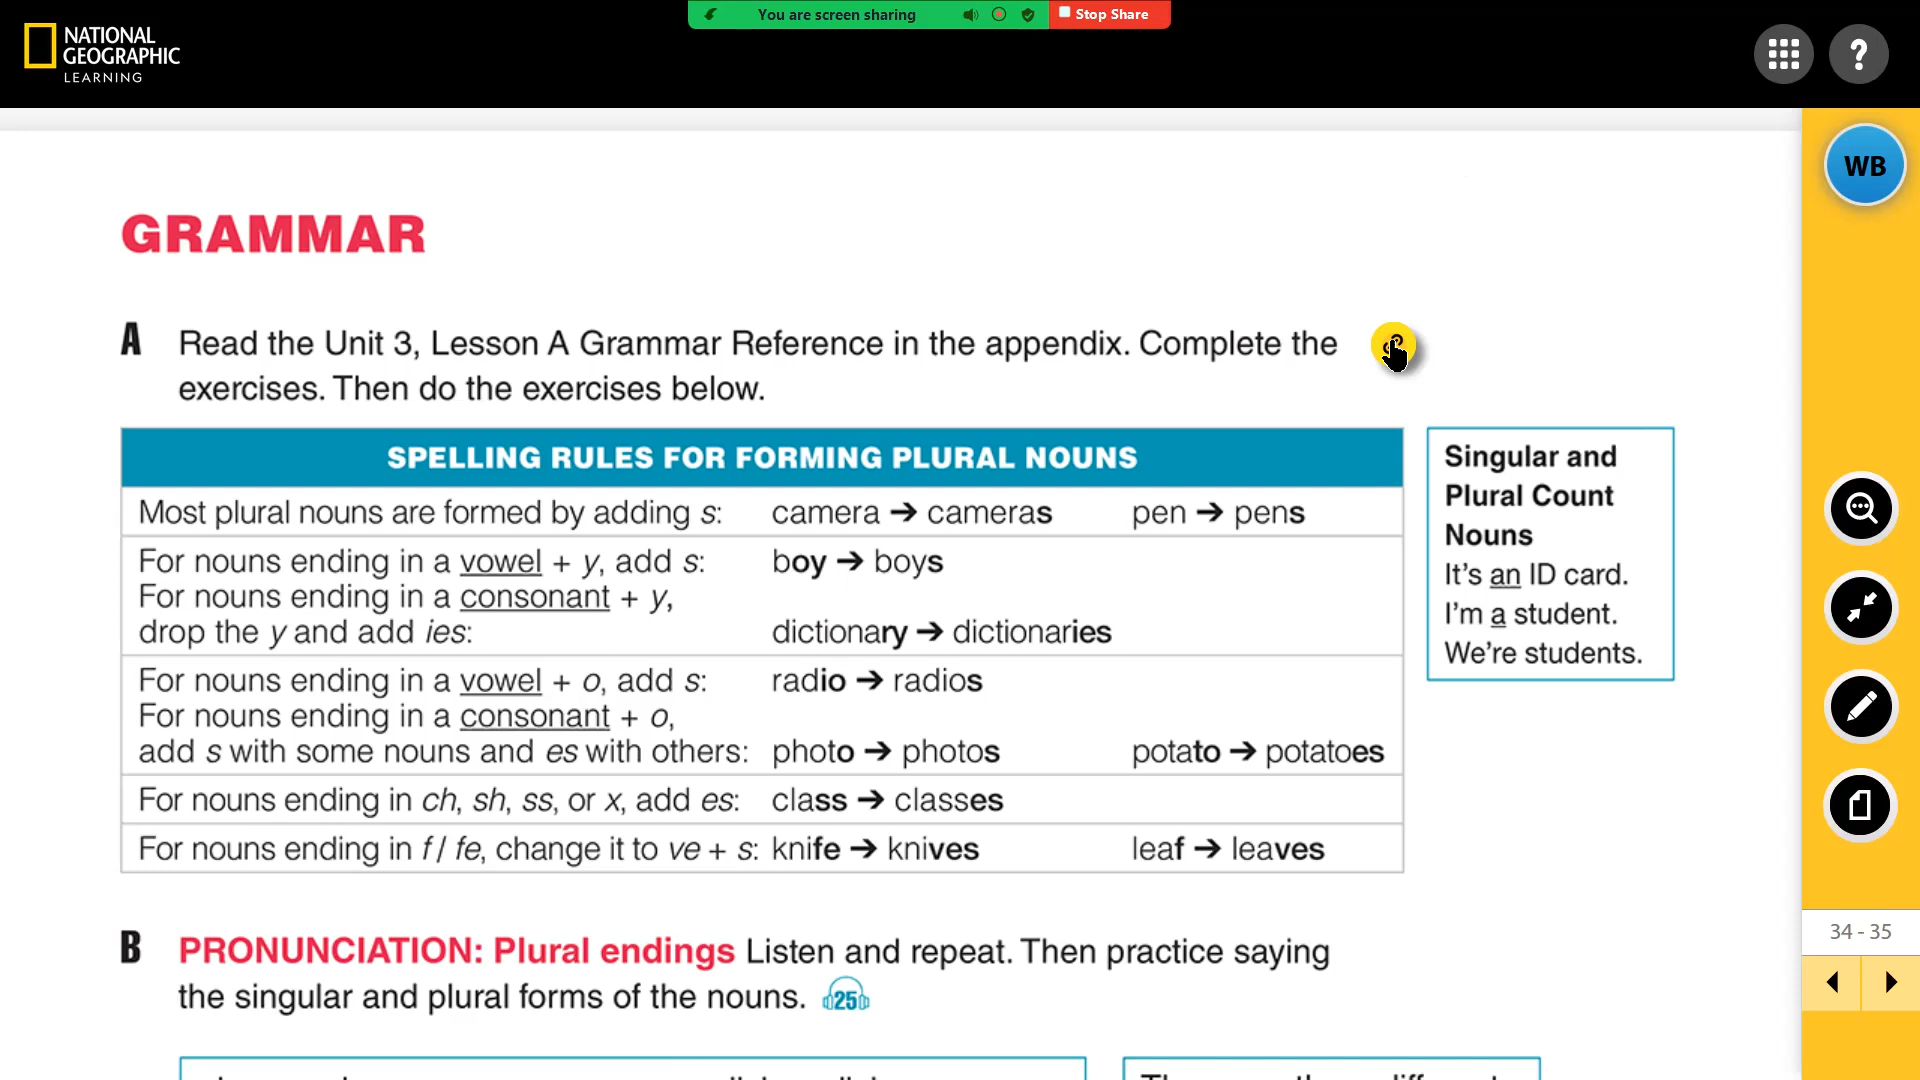 You are screen sharing
Stop Share
NATIONAL
GEOGRAPHIC
LEARNING
?
WB
GRAMMAR
A Read the Unit 3, Lesson A Grammar Reference in the appendix. Complete the
exercises. Then do the exercises below.
SPELLING RULES FOR FORMING PLURAL NOUNS
Most plural nouns are formed by adding s: camera → cameras pen → pens
For nouns ending in a vowel + y, add s: boy → boys
For nouns ending in a consonant + y,
drop the y and add ies: dictionary → dictionaries
For nouns ending in a vowel + o, add s: radio → radios
For nouns ending in a consonant + o,
add s with some nouns and es with others: photo → photos potato → potatoes
For nouns ending in ch, sh, ss, or x, add es: class → classes
For nouns ending in f / fe, change it to ve + s: knife → knives leaf → leaves
Singular and
Plural Count
Nouns
It's an ID card.
I'm a student.
We're students.
B PRONUNCIATION: Plural endings Listen and repeat. Then practice saying
the singular and plural forms of the nouns. 25
34 - 35